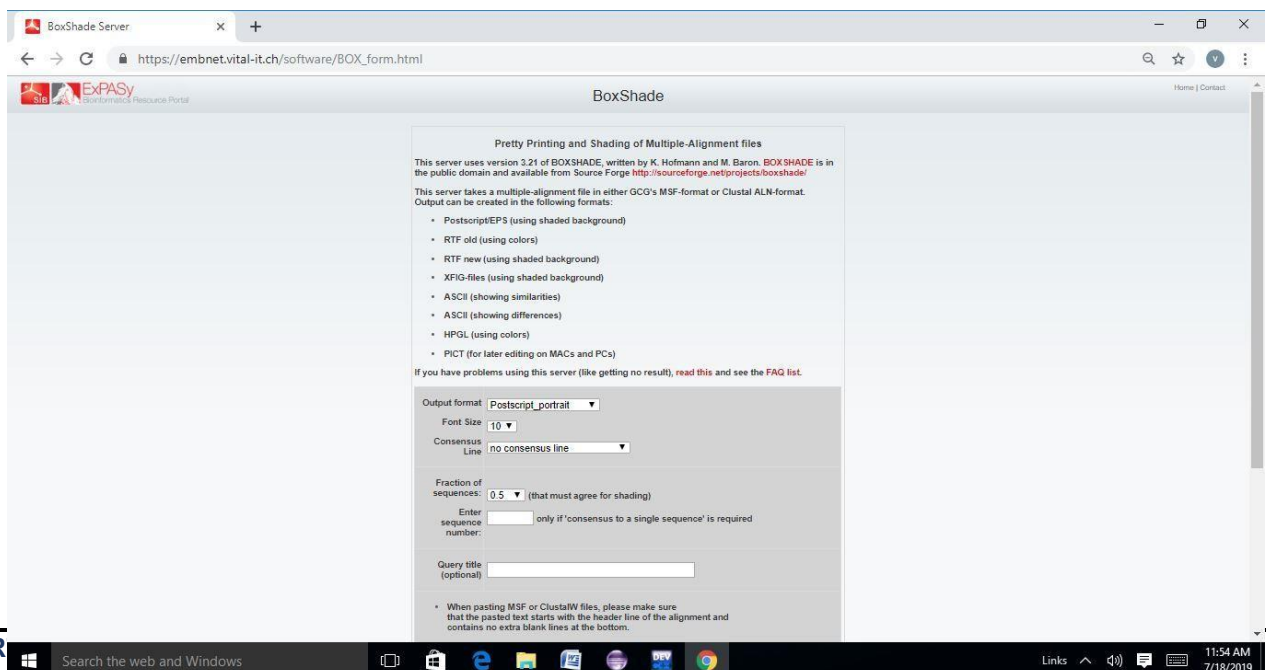 BoxShade Server
https://embnet.vital-it.ch/software/BOX_form.html
V
SIB
ExPASy
Bioinformatics Resource Portal
BoxShade
Home | Contact
Pretty Printing and Shading of Multiple-Alignment files
This server uses version 3.21 of BOXSHADE, written by K. Hofmann and M. Baron. BOXSHADE is in
the public domain and available from Source Forge http://sourceforge.net/projects/boxshade/
This server takes a multiple-alignment file in either GCG's MSF-format or Clustal ALN-format.
Output can be created in the following formats:
• Postscript/EPS (using shaded background)
• RTF old (using colors)
• RTF new (using shaded background)
• XFIG-files (using shaded background)
• ASCII (showing similarities)
• ASCII (showing differences)
• HPGL (using colors)
• PICT (for later editing on MACs and PCs)
If you have problems using this server (like getting no result), read this and see the FAQ list.
Output format Postscript_portrait
Font Size 10
Consensus
Line no consensus line
Fraction of
sequences: 0.5 (that must agree for shading)
Enter
sequence only if 'consensus to a single sequence' is required
number:
Query title
(optional)
• When pasting MSF or ClustalW files, please make sure
that the pasted text starts with the header line of the alignment and
contains no extra blank lines at the bottom.
R
Search the web and Windows
DEV
Links
11:54 AM
7/18/2019